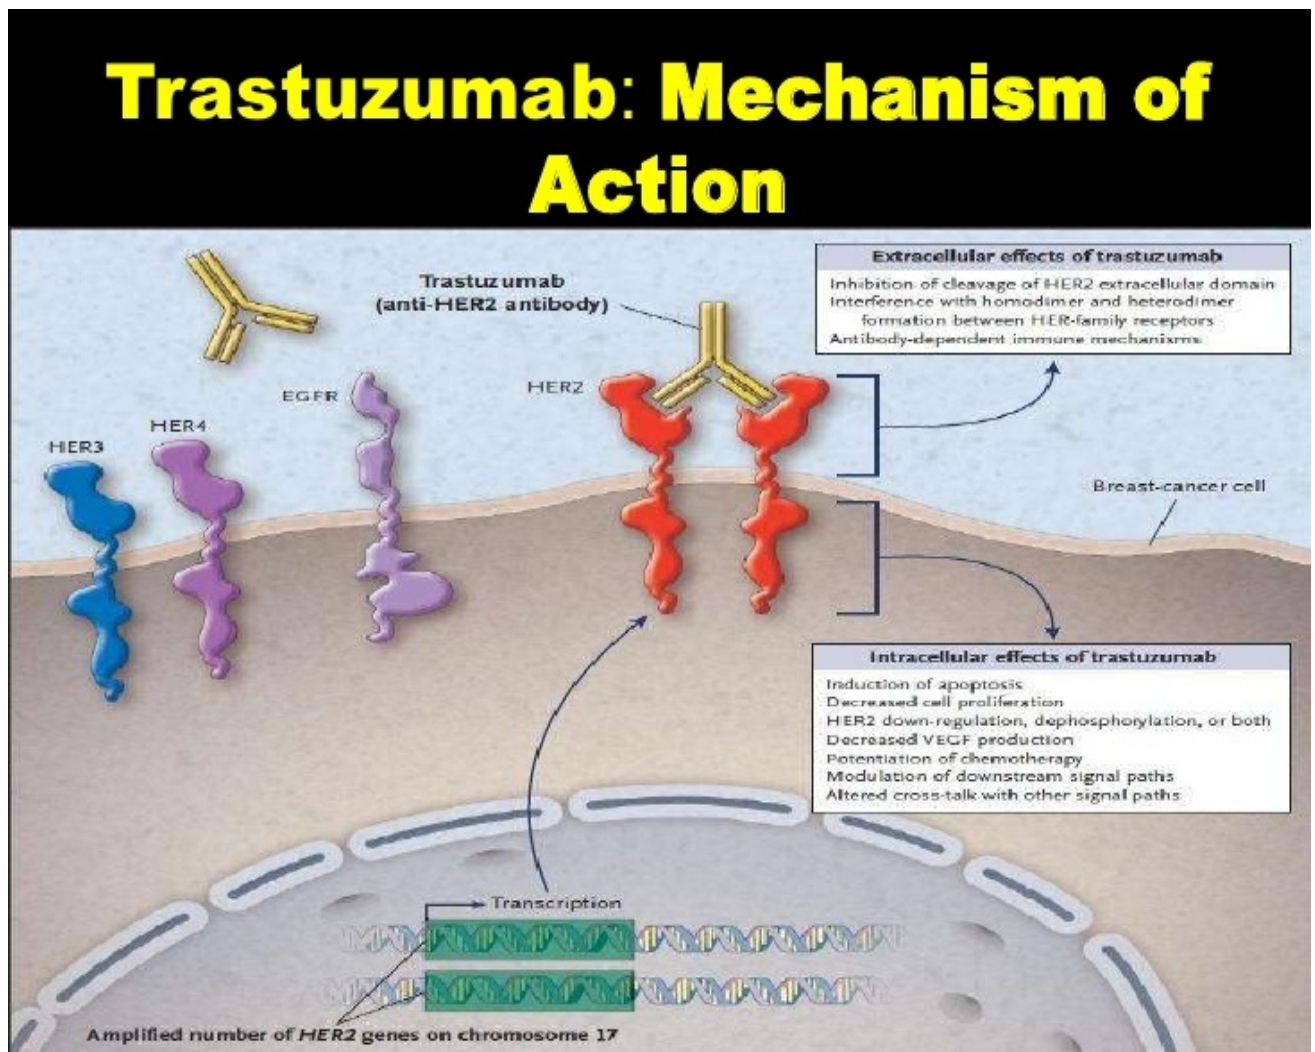 Trastuzumab: Mechanism of
Action
Trastuzumab
(anti-HER2 antibody)
Extracellular effects of trastuzumab
Inhibition of cleavage of HER2 extracellular domain
Interference with homodimer and heterodimer
formation between HER-family receptors
Antibody-dependent immune mechanisms
HER2
EGFR
HER4
HER3
Breast-cancer cell
Intracellular effects of trastuzumab
Induction of apoptosis
Decreased cell proliferation
HER2 down-regulation, dephosphorylation, or both
Decreased VEGF production
Potentiation of chemotherapy
Modulation of downstream signal paths
Altered cross-talk with other signal paths
Transcription
Amplified number of HER2 genes on chromosome 17